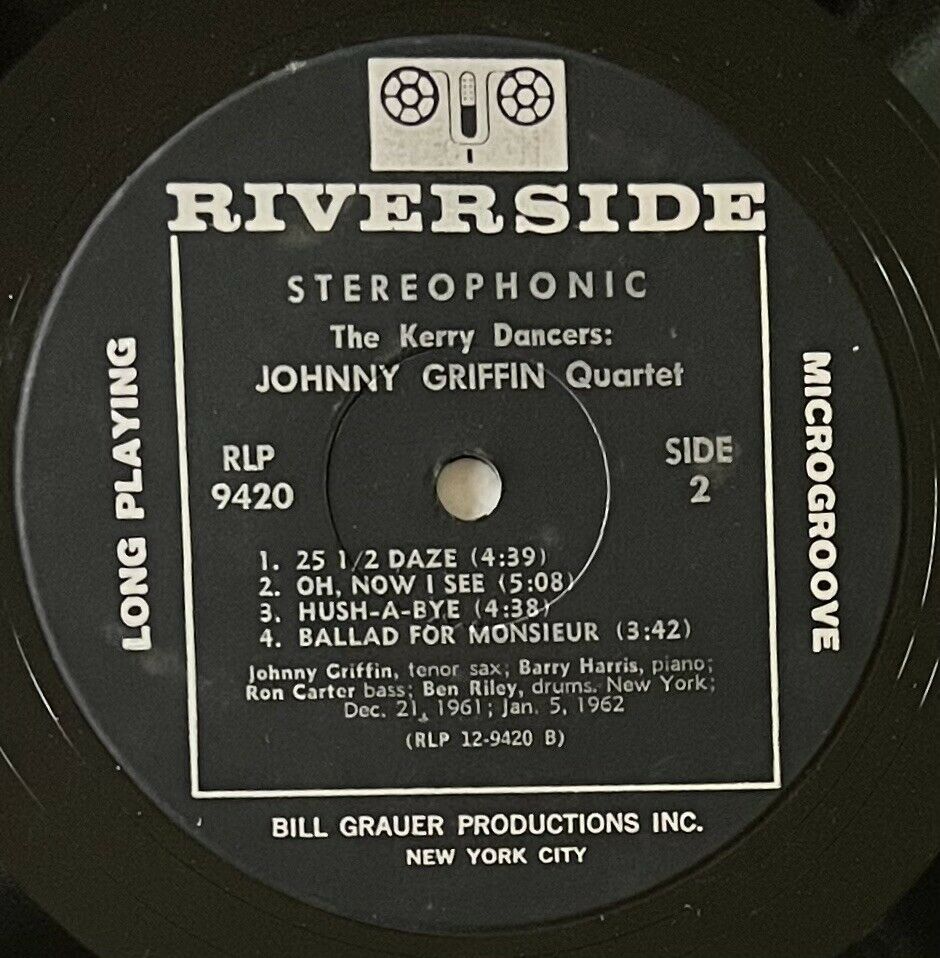 RIVERSIDE
STEREOPHONIC
The Kerry Dancers:
JOHNNY GRIFFIN Quartet
LONG PLAYING
MICROGROOVE
RLP
9420
SIDE
2
1. 25 1/2 DAZE (4:39)
2. OH, NOW I SEE (5:08)
3. HUSH-A-BYE (4:38)
4. BALLAD FOR MONSIEUR (3:42)
Johnny Griffin, tenor sax; Barry Harris, piano;
Ron Carter bass; Ben Riley, drums. New York;
Dec. 21, 1961; Jan. 5, 1962
(RLP 12-9420 B)
BILL GRAUER PRODUCTIONS INC.
NEW YORK CITY